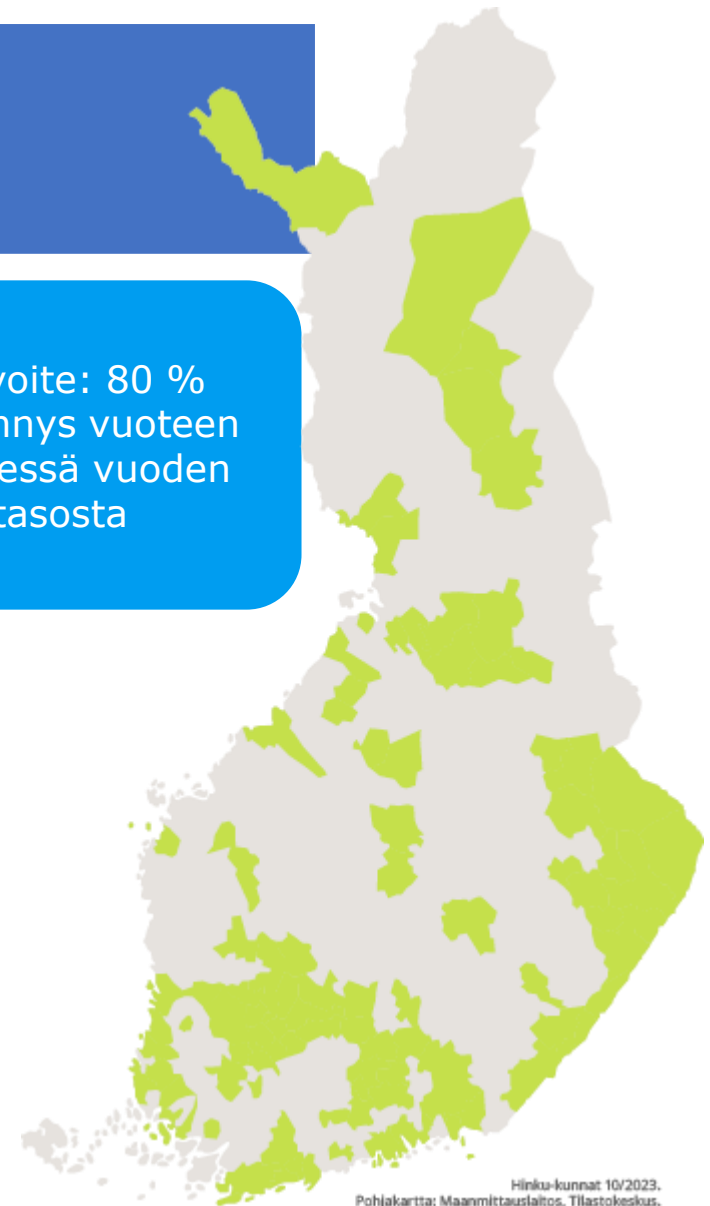 voite: 80 %
nnys vuoteen
essä vuoden
tasosta
Hinku-kunnat 10/2023.
Pohjakartta: Maanmittauslaitos, Tilastokeskus.